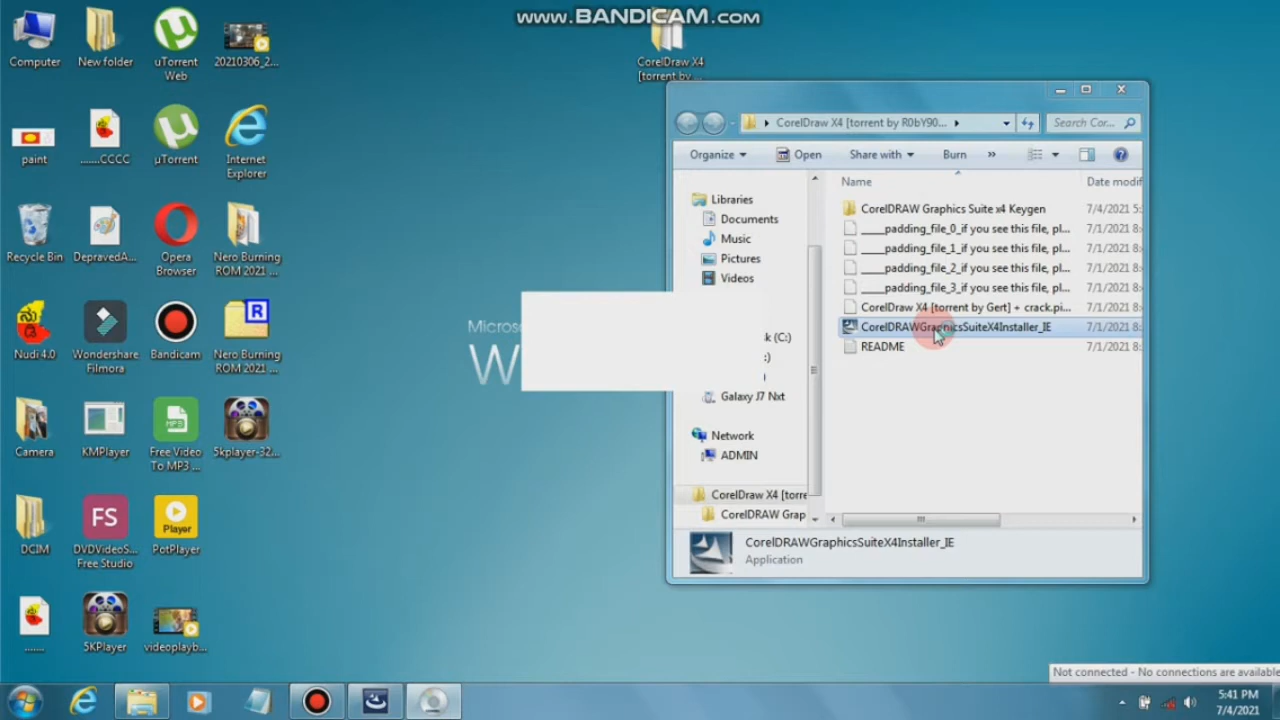 www.BANDICAM.com
Computer
New folder
uTorrent
Web
20210306_2...
CorelDraw X4
[torrent by ...
paint
.......CCCC
µTorrent
Internet
Explorer
Recycle Bin
DepravedA...
Opera
Browser
Nero Burning
ROM 2021 ...
ನುಡಿ
R
Nudi 4.0
Wondershare
Filmora
Bandicam
Nero Burning
ROM 2021 ...
MP3
Camera
KMPlayer
Free Video
To MP3 ...
5kplayer-32...
FS
Player
DCIM
DVDVideoS...
Free Studio
PotPlayer
.......
5KPlayer
videoplayb...
Micros
W
CorelDraw X4 [torrent by R0bY90...
Search Cor...
Organize
Open
Share with
Burn
»
Name
Date modif
Libraries
Documents
Music
Pictures
Videos
k (C:)
:)
)
Galaxy J7 Nxt
Network
ADMIN
CorelDraw X4 [torre
CorelDRAW Grap
CorelDRAW Graphics Suite x4 Keygen
7/4/2021 5:
____padding_file_0_if you see this file, pl...
7/1/2021 8:
____padding_file_1_if you see this file, pl...
7/1/2021 8:
____padding_file_2_if you see this file, pl...
7/1/2021 8:
____padding_file_3_if you see this file, pl...
7/1/2021 8:
CorelDraw X4 [torrent by Gert] + crack.pi...
7/1/2021 8:
CorelDRAWGraphicsSuiteX4Installer_IE
7/1/2021 8:
README
7/1/2021 8:
CorelDRAWGraphicsSuiteX4Installer_IE
Application
Not connected - No connections are available
5:41 PM
7/4/2021